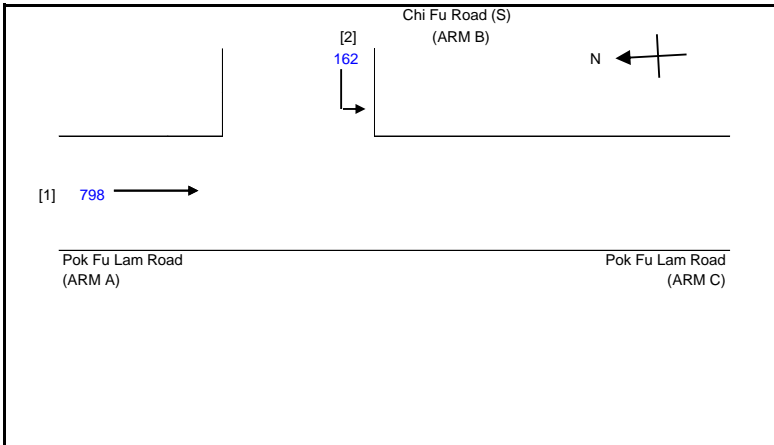 Chi Fu Road (S)
[2] (ARM B)
162 N
[1] 798
Pok Fu Lam Road Pok Fu Lam Road
(ARM A) (ARM C)